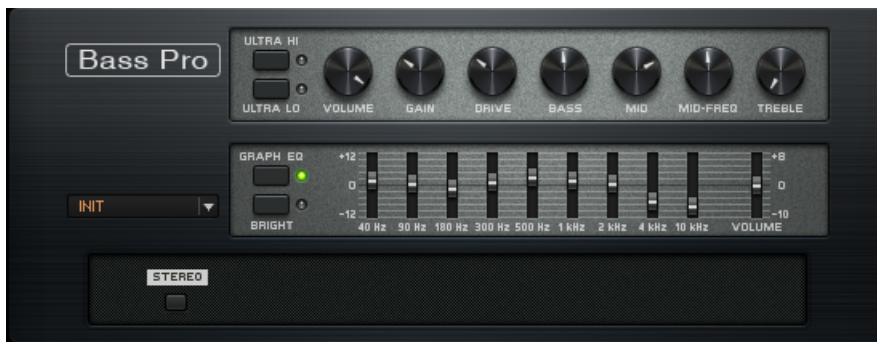 Bass Pro
ULTRA HI
ULTRA LO
VOLUME GAIN DRIVE BASS MID MID-FREQ TREBLE
GRAPH EQ
BRIGHT
+12
0
-12
40 Hz 90 Hz 180 Hz 300 Hz 500 Hz 1 kHz 2 kHz 4 kHz 10 kHz
+8
0
-10
VOLUME
INIT
STEREO